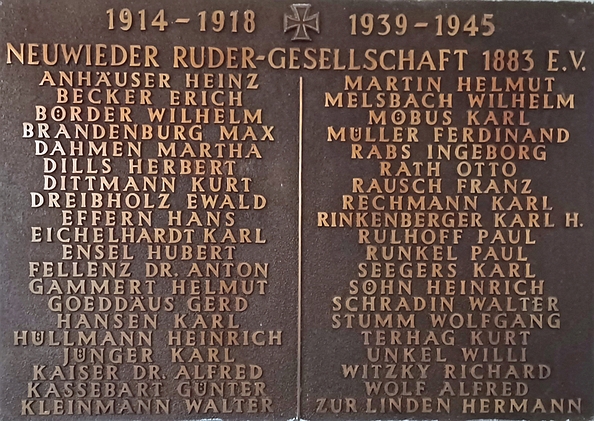 1914-1918 1939-1945
NEUWIEDER RUDER-GESELLSCHAFT 1883 E.V.
ANHÄUSER HEINZ
BECKER ERICH
BÖRDER WILHELM
BRANDENBURG MAX
DAHMEN MARTHA
DILLS HERBERT
DITTMANN KURT
DREIBHOLZ EWALD
EFFERN HANS
EICHELHARDT KARL
ENSEL HUBERT
FELLENZ DR. ANTON
GAMMERT HELMUT
GOEDDAUS GERD
HANSEN KARL
HÜLLMANN HEINRICH
JÜNGER KARL
KAISER DR. ALFRED
KASSEBART GÜNTER
KLEINMANN WALTER
MARTIN HELMUT
MELSBACH WILHELM
MÖBUS KARL
MÜLLER FERDINAND
RABS INGEBORG
RATH OTTO
RAUSCH FRANZ
RECHMANN KARL
RINKENBERGER KARL H.
RULHOFF PAUL
RUNKEL PAUL
SEEGERS KARL
SÖHN HEINRICH
SCHRADIN WALTER
STUMM WOLFGANG
TERHAG KURT
UNKEL WILLI
WITZKY RICHARD
WOLF ALFRED
ZUR LINDEN HERMANN